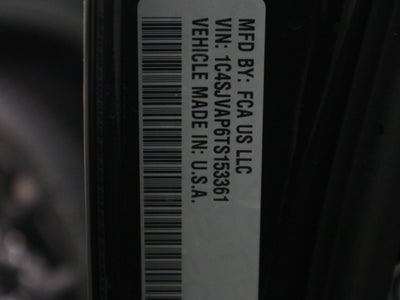 MFD BY: FCA US LLC
VIN: 1C4SJVAP6TS153361
VEHICLE MADE IN: U.S.A.